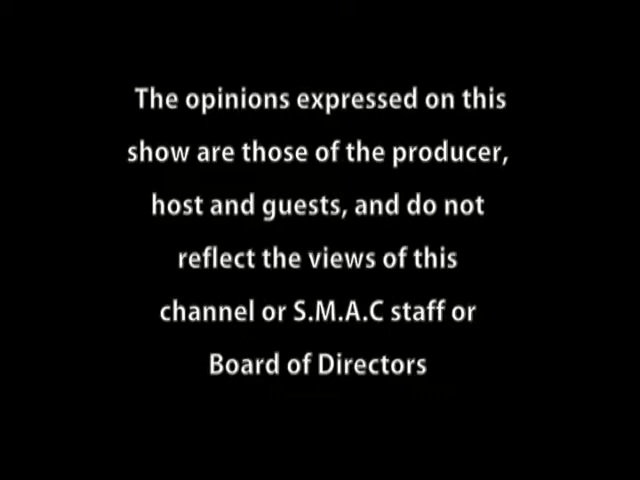 The opinions expressed on this
show are those of the producer,
host and guests, and do not
reflect the views of this
channel or S.M.A.C staff or
Board of Directors